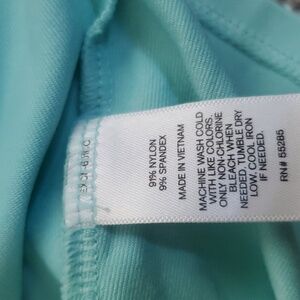 91% NYLON
9% SPANDEX
MADE IN VIETNAM
MACHINE WASH COLD
WITH LIKE COLORS.
ONLY NON-CHLORINE
BLEACH WHEN
NEEDED. TUMBLE DRY
LOW. COOL IRON
IF NEEDED.
RN# 55285